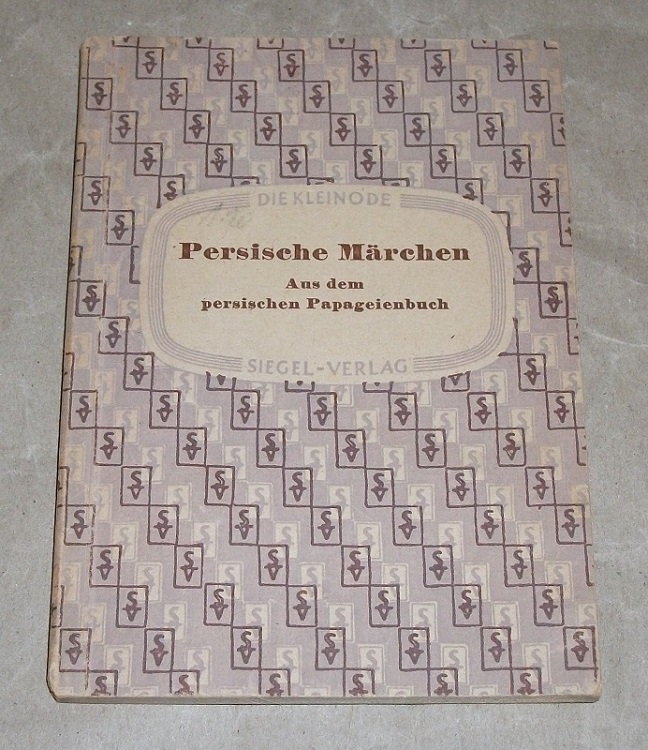 DIE KLEINODE
Persische Märchen
Aus dem
persischen Papageienbuch
SIEGEL-VERLAG